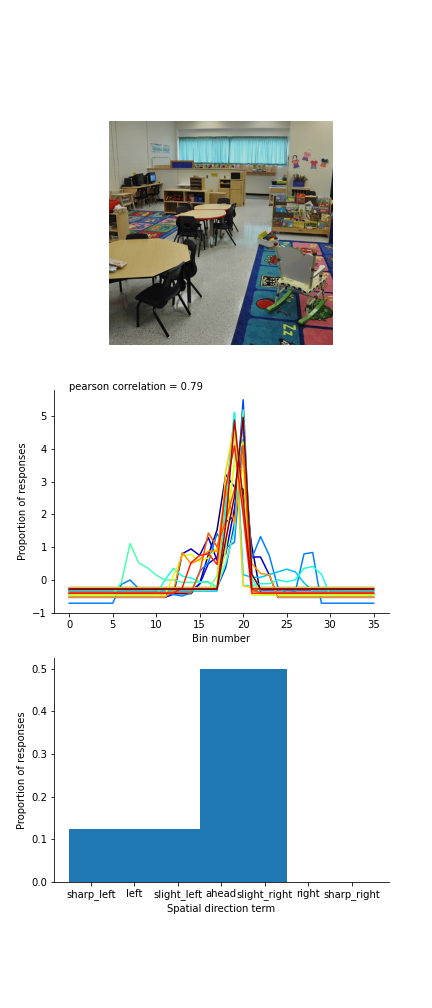 Zz
pearson correlation = 0.79
Proportion of responses
5
4
3
2
1
0
−1
0 5 10 15 20 25 30 35
Bin number
Proportion of responses
0.5
0.4
0.3
0.2
0.1
0.0
sharp_left left slight_left ahead slight_right right sharp_right
Spatial direction term